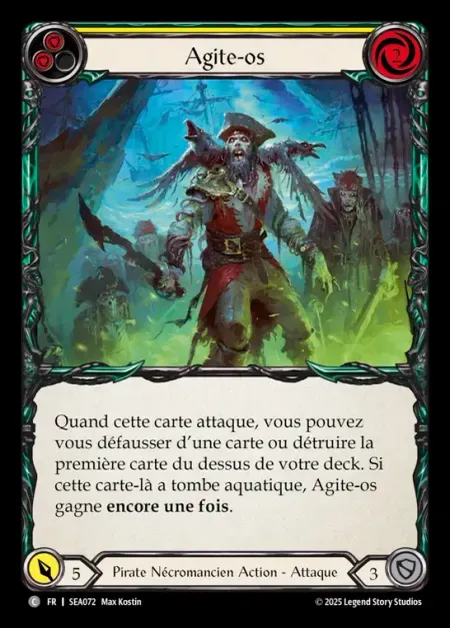 Agite-os
2
Quand cette carte attaque, vous pouvez
vous défausser d'une carte ou détruire la
première carte du dessus de votre deck. Si
cette carte-là a tombe aquatique, Agite-os
gagne encore une fois.
5
Pirate Nécromancien Action - Attaque
3
C FR | SEA072 Max Kostin
© 2025 Legend Story Studios